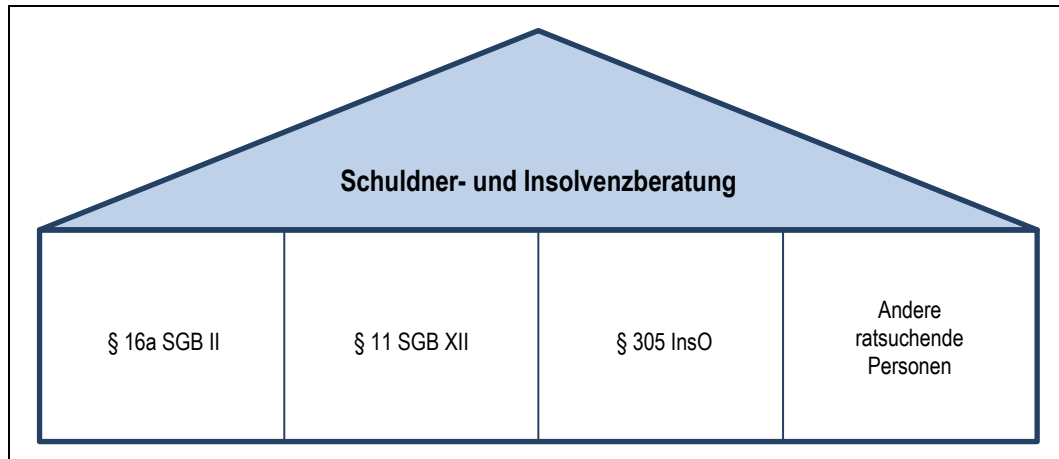 Schuldner- und Insolvenzberatung
§ 16a SGB II
§ 11 SGB XII
§ 305 InsO
Andere
ratsuchende
Personen